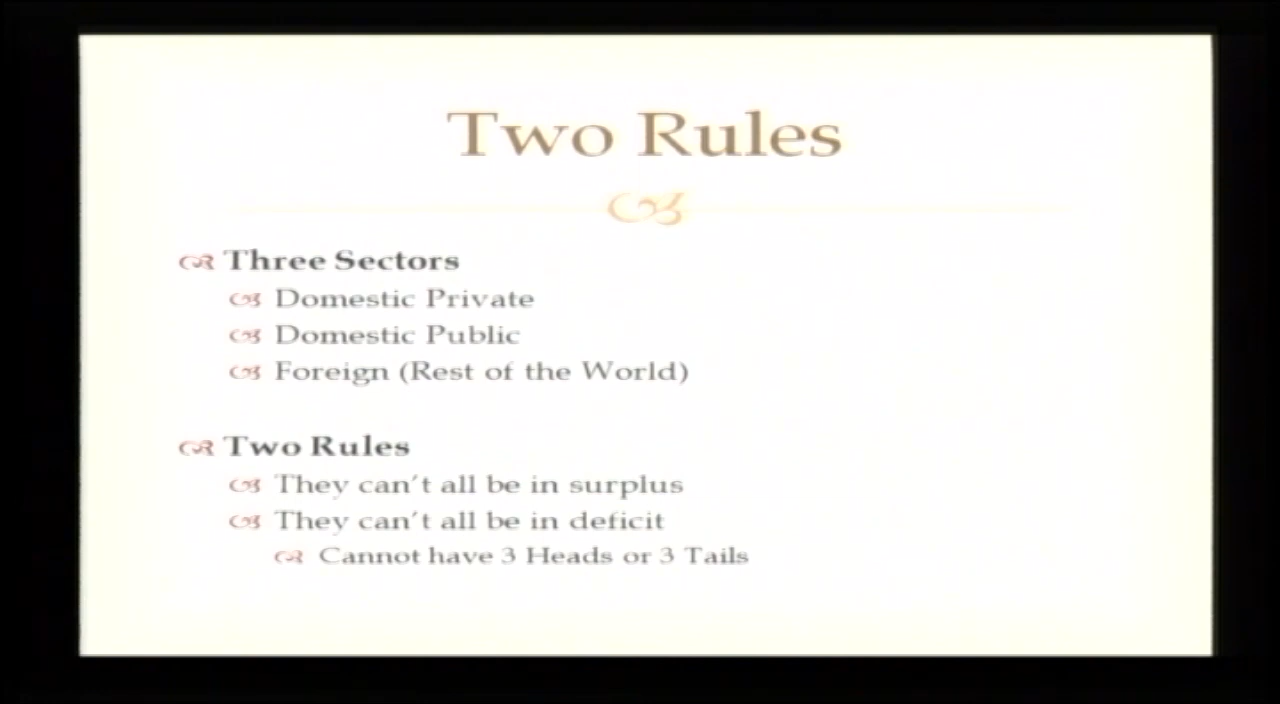 Two Rules
Three Sectors
Domestic Private
Domestic Public
Foreign (Rest of the World)
Two Rules
They can't all be in surplus
They can't all be in deficit
Cannot have 3 Heads or 3 Tails